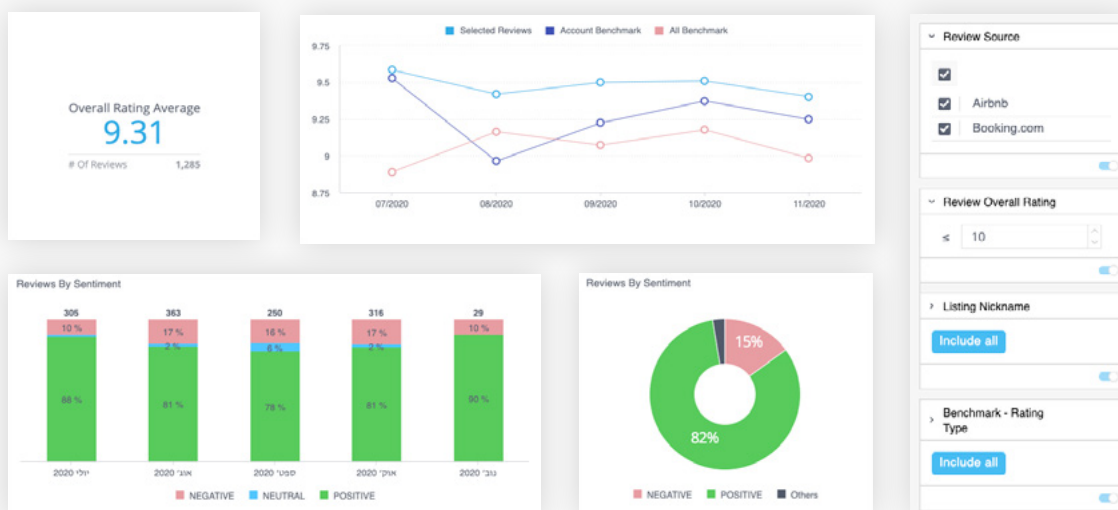 Overall Rating Average
9.31
# Of Reviews 1,285
Selected Reviews Account Benchmark All Benchmark
9.75
9.5
9.25
9
8.75
07/2020 08/2020 09/2020 10/2020 11/2020
Review Source
Airbnb
Booking.com
Review Overall Rating
≤ 10
Listing Nickname
Include all
Benchmark - Rating
Type
Include all
Reviews By Sentiment
305 363 250 316 29
10 % 17 % 16 % 17 % 10 %
2 % 6 % 2 %
88 % 81 % 78 % 81 % 90 %
יולי 2020 אוג׳ 2020 ספט׳ 2020 אוק׳ 2020 נוב׳ 2020
NEGATIVE NEUTRAL POSITIVE
Reviews By Sentiment
15%
82%
NEGATIVE POSITIVE Others